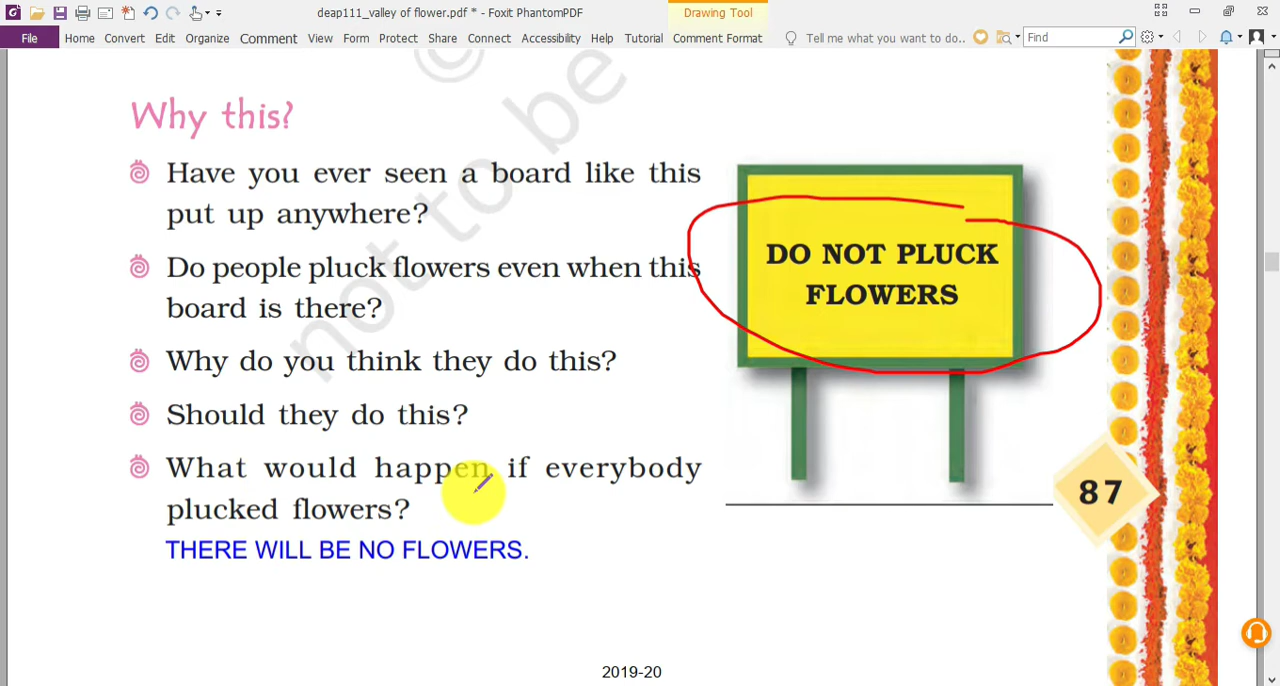 deap111_valley of flower.pdf * - Foxit PhantomPDF
Drawing Tool
File Home Convert Edit Organize Comment View Form Protect Share Connect Accessibility Help Tutorial Comment Format Tell me what you want to do.. Find
© not to be
Why this?
Have you ever seen a board like this
put up anywhere?
Do people pluck flowers even when this
board is there?
Why do you think they do this?
Should they do this?
What would happen if everybody
plucked flowers?
THERE WILL BE NO FLOWERS.
DO NOT PLUCK
FLOWERS
87
2019-20